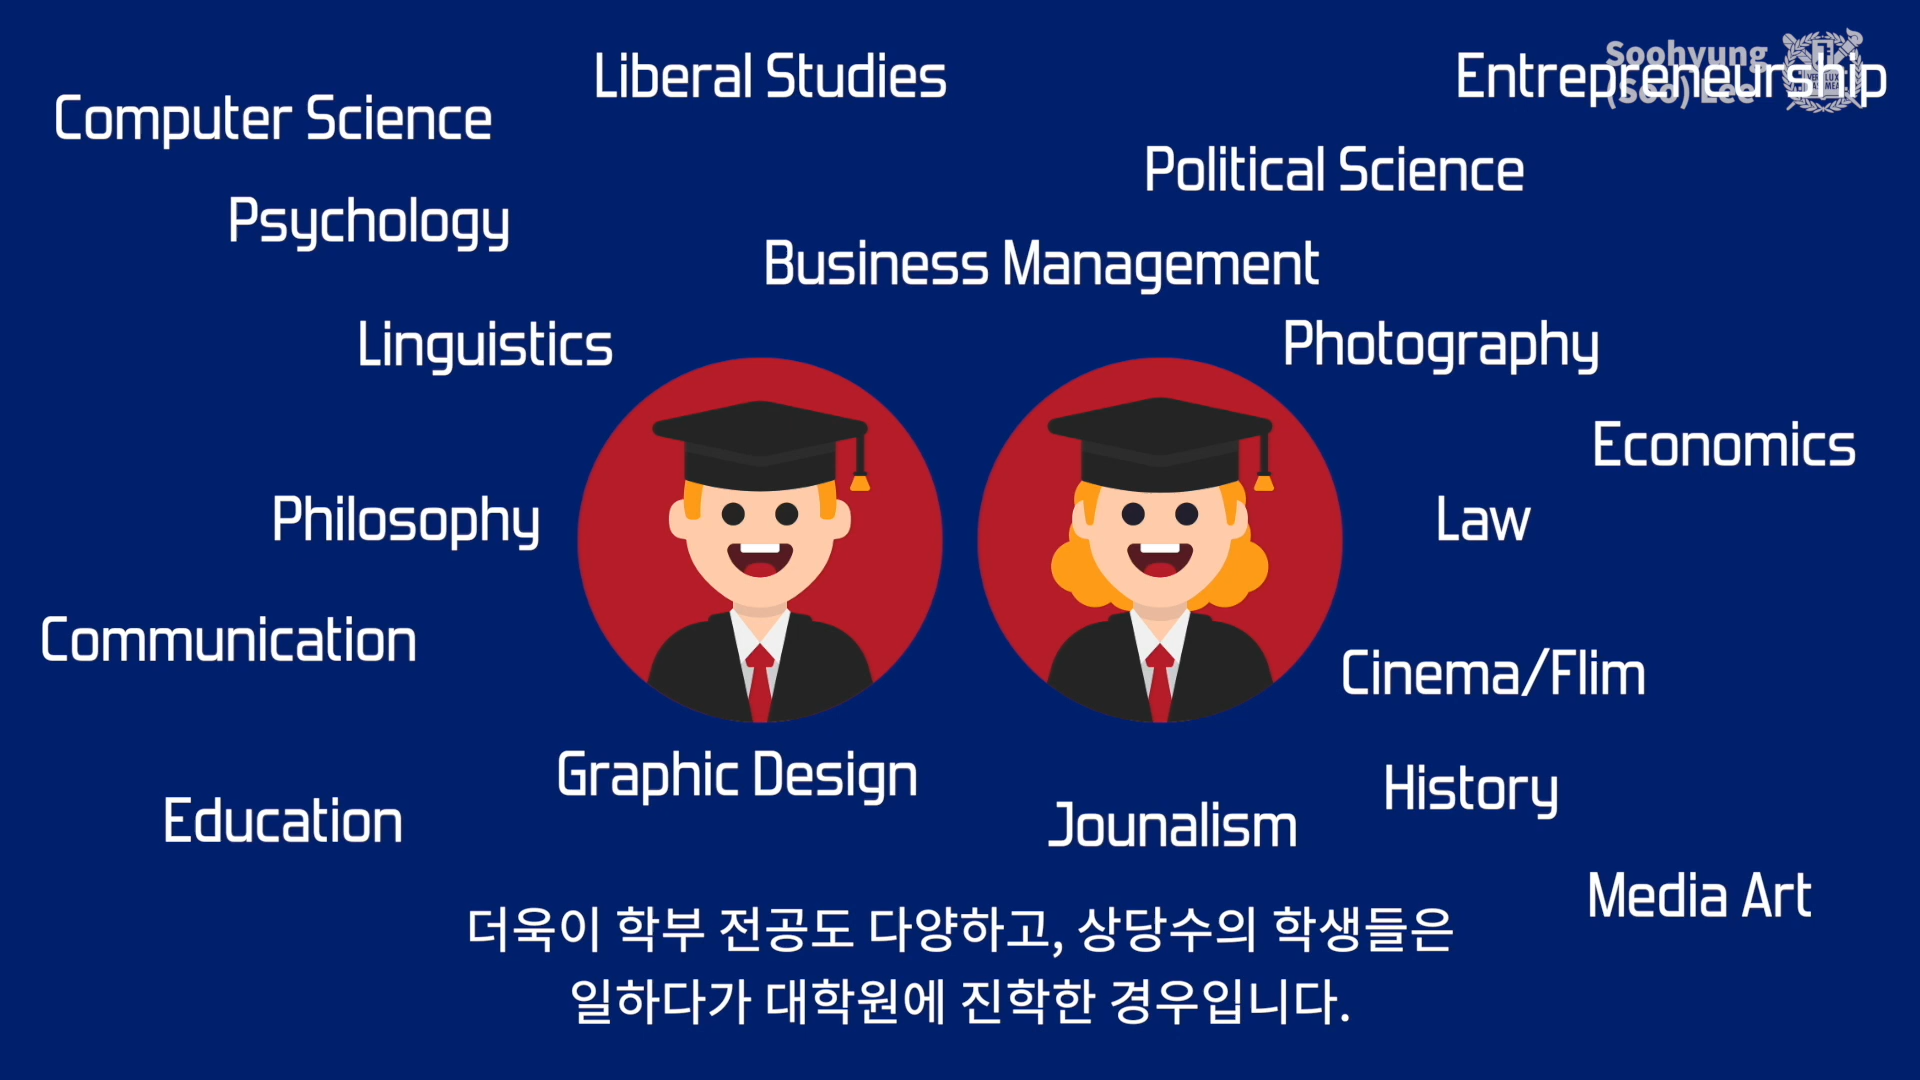 Liberal Studies
Entrepreneurship
Soohyung
(Soo) Lee
Computer Science
Political Science
Psychology
Business Management
Linguistics
Photography
Economics
Philosophy
Law
Communication
Cinema/Flim
Graphic Design
History
Education
Jounalism
Media Art
더욱이 학부 전공도 다양하고, 상당수의 학생들은
일하다가 대학원에 진학한 경우입니다.